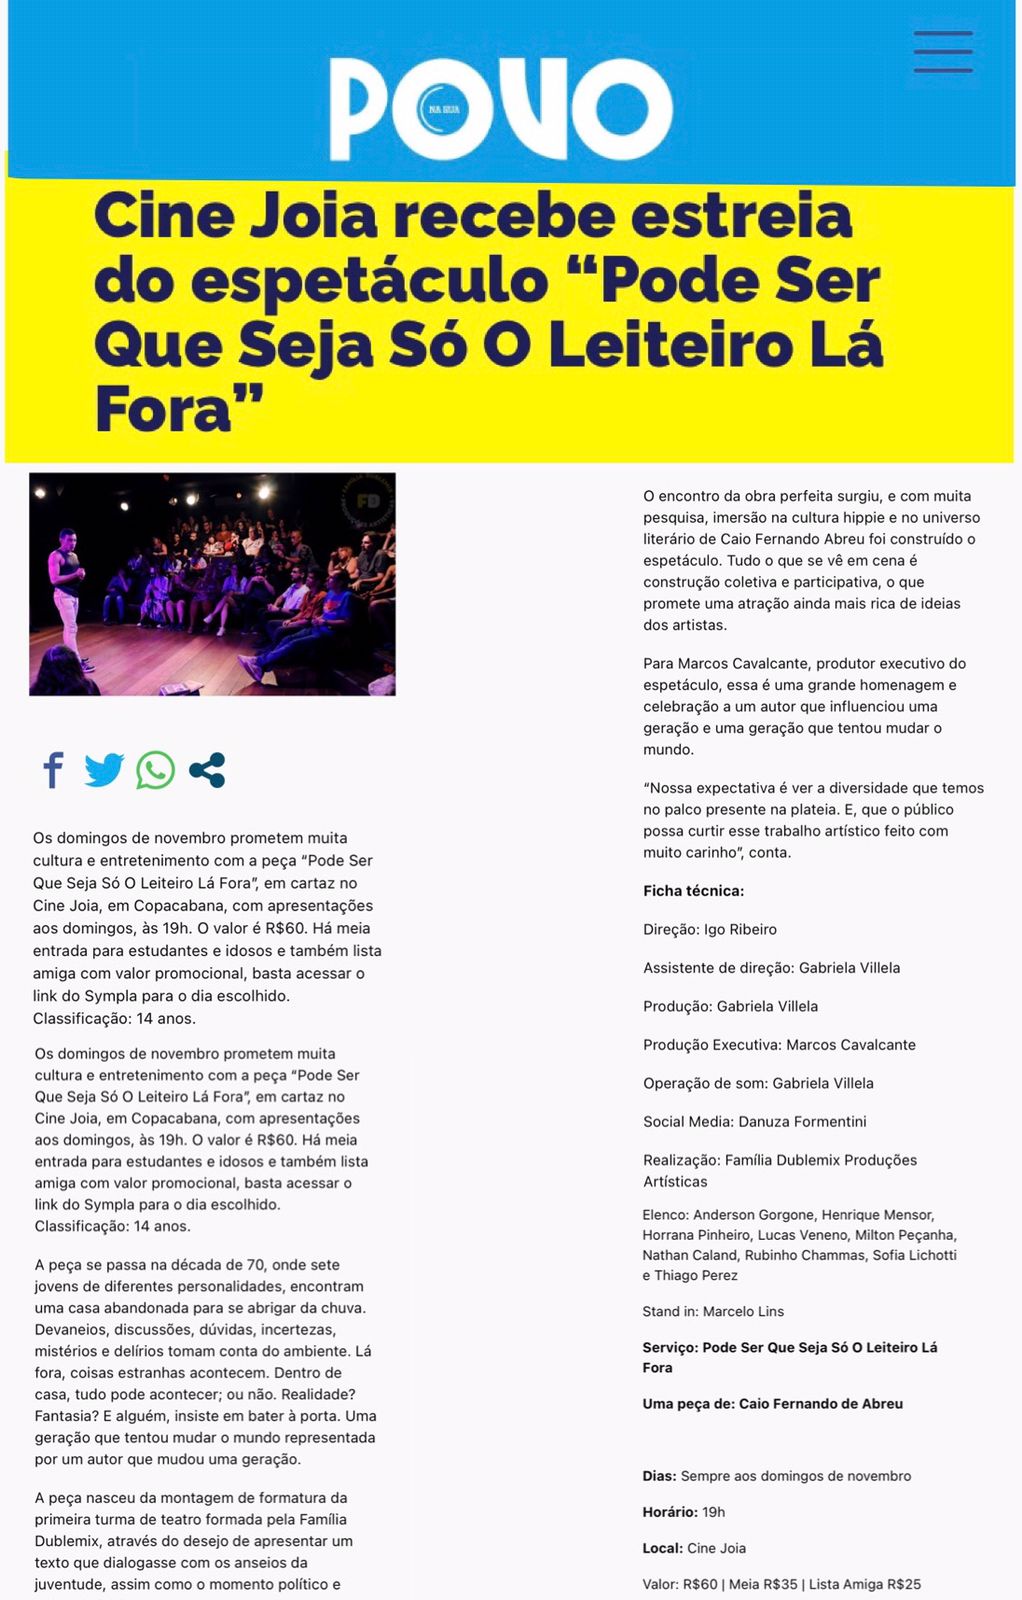 POVO
NA RUA
Cine Joia recebe estreia
do espetáculo “Pode Ser
Que Seja Só O Leiteiro Lá
Fora”
FD
Os domingos de novembro prometem muita
cultura e entretenimento com a peça “Pode Ser
Que Seja Só O Leiteiro Lá Fora”, em cartaz no
Cine Joia, em Copacabana, com apresentações
aos domingos, às 19h. O valor é R$60. Há meia
entrada para estudantes e idosos e também lista
amiga com valor promocional, basta acessar o
link do Sympla para o dia escolhido.
Classificação: 14 anos.
Os domingos de novembro prometem muita
cultura e entretenimento com a peça “Pode Ser
Que Seja Só O Leiteiro Lá Fora”, em cartaz no
Cine Joia, em Copacabana, com apresentações
aos domingos, às 19h. O valor é R$60. Há meia
entrada para estudantes e idosos e também lista
amiga com valor promocional, basta acessar o
link do Sympla para o dia escolhido.
Classificação: 14 anos.
A peça se passa na década de 70, onde sete
jovens de diferentes personalidades, encontram
uma casa abandonada para se abrigar da chuva.
Devaneios, discussões, dúvidas, incertezas,
mistérios e delírios tomam conta do ambiente. Lá
fora, coisas estranhas acontecem. Dentro de
casa, tudo pode acontecer; ou não. Realidade?
Fantasia? E alguém, insiste em bater à porta. Uma
geração que tentou mudar o mundo representada
por um autor que mudou uma geração.
A peça nasceu da montagem de formatura da
primeira turma de teatro formada pela Família
Dublemix, através do desejo de apresentar um
texto que dialogasse com os anseios da
juventude, assim como o momento político e
O encontro da obra perfeita surgiu, e com muita
pesquisa, imersão na cultura hippie e no universo
literário de Caio Fernando Abreu foi construído o
espetáculo. Tudo o que se vê em cena é
construção coletiva e participativa, o que
promete uma atração ainda mais rica de ideias
dos artistas.
Para Marcos Cavalcante, produtor executivo do
espetáculo, essa é uma grande homenagem e
celebração a um autor que influenciou uma
geração e uma geração que tentou mudar o
mundo.
“Nossa expectativa é ver a diversidade que temos
no palco presente na plateia. E, que o público
possa curtir esse trabalho artístico feito com
muito carinho”, conta.
Ficha técnica:
Direção: Igo Ribeiro
Assistente de direção: Gabriela Villela
Produção: Gabriela Villela
Produção Executiva: Marcos Cavalcante
Operação de som: Gabriela Villela
Social Media: Danuza Formentini
Realização: Família Dublemix Produções
Artísticas
Elenco: Anderson Gorgone, Henrique Mensor,
Horrana Pinheiro, Lucas Veneno, Milton Peçanha,
Nathan Caland, Rubinho Chammas, Sofia Lichotti
e Thiago Perez
Stand in: Marcelo Lins
Serviço: Pode Ser Que Seja Só O Leiteiro Lá
Fora
Uma peça de: Caio Fernando de Abreu
Dias: Sempre aos domingos de novembro
Horário: 19h
Local: Cine Joia
Valor: R$60 | Meia R$35 | Lista Amiga R$25